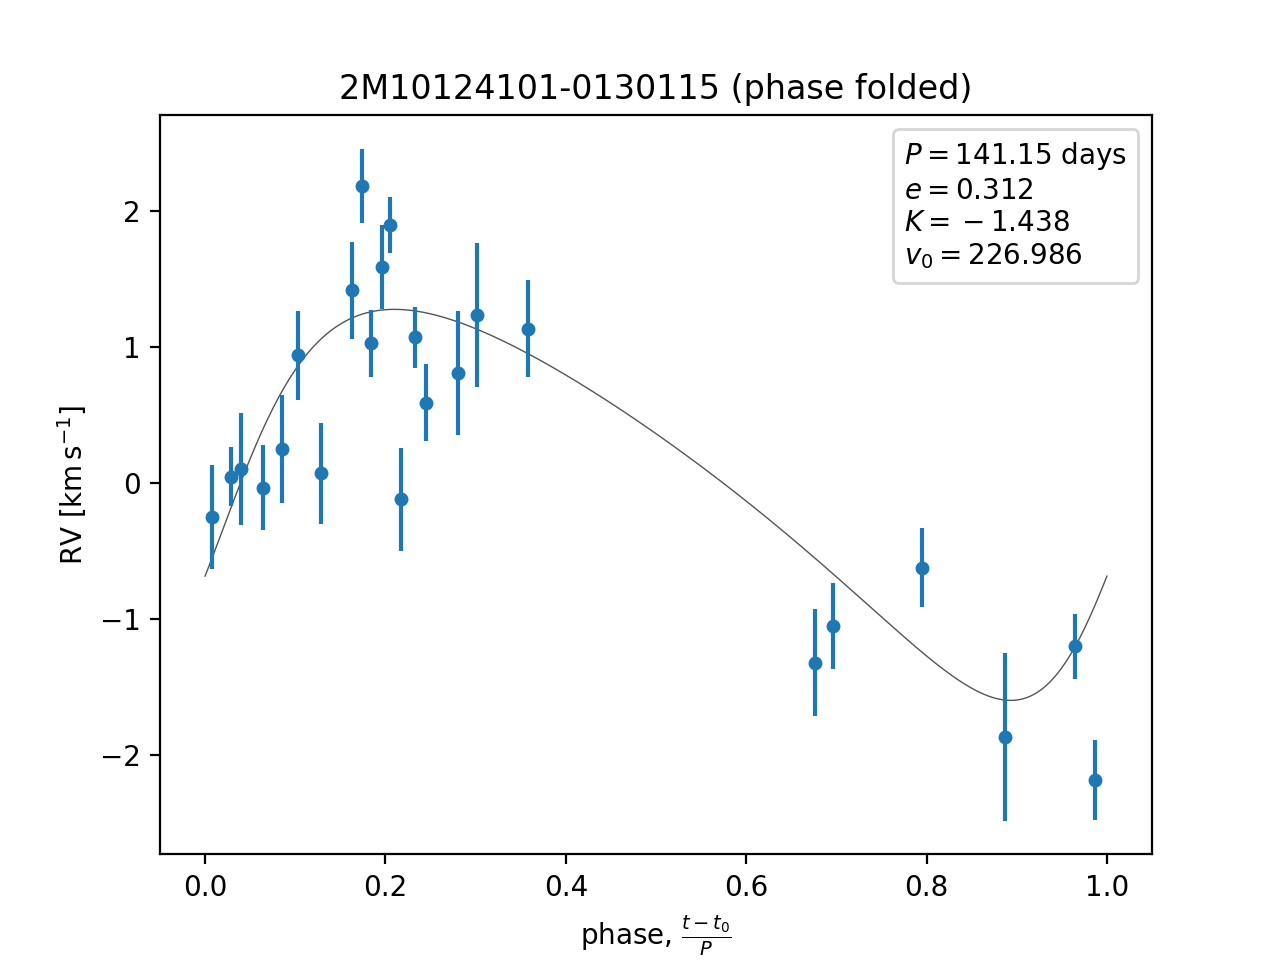 2M10124101-0130115 (phase folded)
P = 141.15 days
e = 0.312
K = −1.438
v₀ = 226.986
RV [km s⁻¹]
2
1
0
−1
−2
0.0 0.2 0.4 0.6 0.8 1.0
phase, (t − t₀)/P